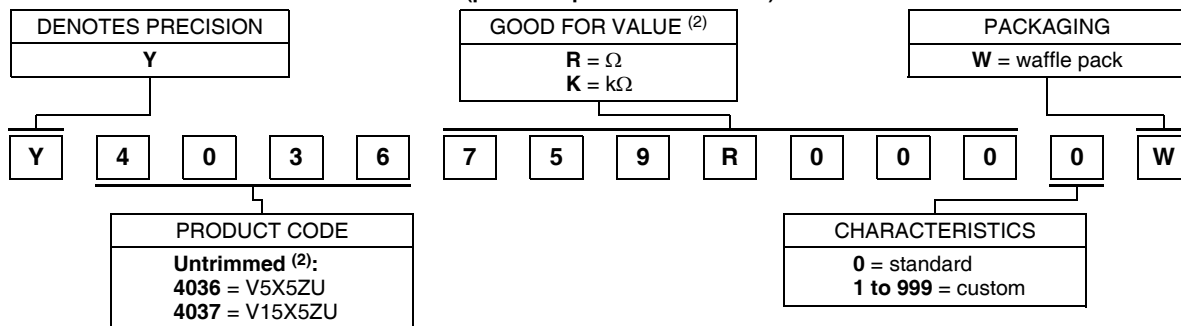 DENOTES PRECISION
Y
GOOD FOR VALUE (2)
R = Ω
K = kΩ
PACKAGING
W = waffle pack
Y 4 0 3 6 7 5 9 R 0 0 0 0 W
PRODUCT CODE
Untrimmed (2):
4036 = V5X5ZU
4037 = V15X5ZU
CHARACTERISTICS
0 = standard
1 to 999 = custom